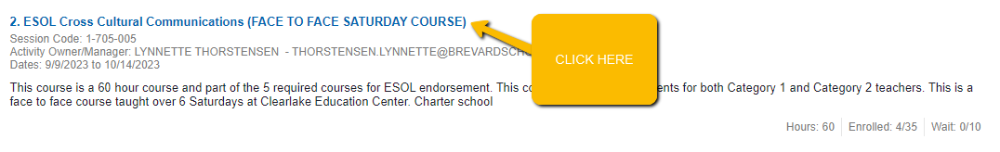 2. ESOL Cross Cultural Communications (FACE TO FACE SATURDAY COURSE)
Session Code: 1-705-005
Activity Owner/Manager: LYNNETTE THORSTENSEN - THORSTENSEN.LYNNETTE@BREVARDSCH
CLICK HERE
Dates: 9/9/2023 to 10/14/2023
This course is a 60 hour course and part of the 5 required courses for ESOL endorsement. This for both Category 1 and Category 2 teachers. This is a
face to face course taught over 6 Saturdays at Clearlake Education Center. Charter school
Hours: 60 Enrolled: 4/35 Wait: 0/10